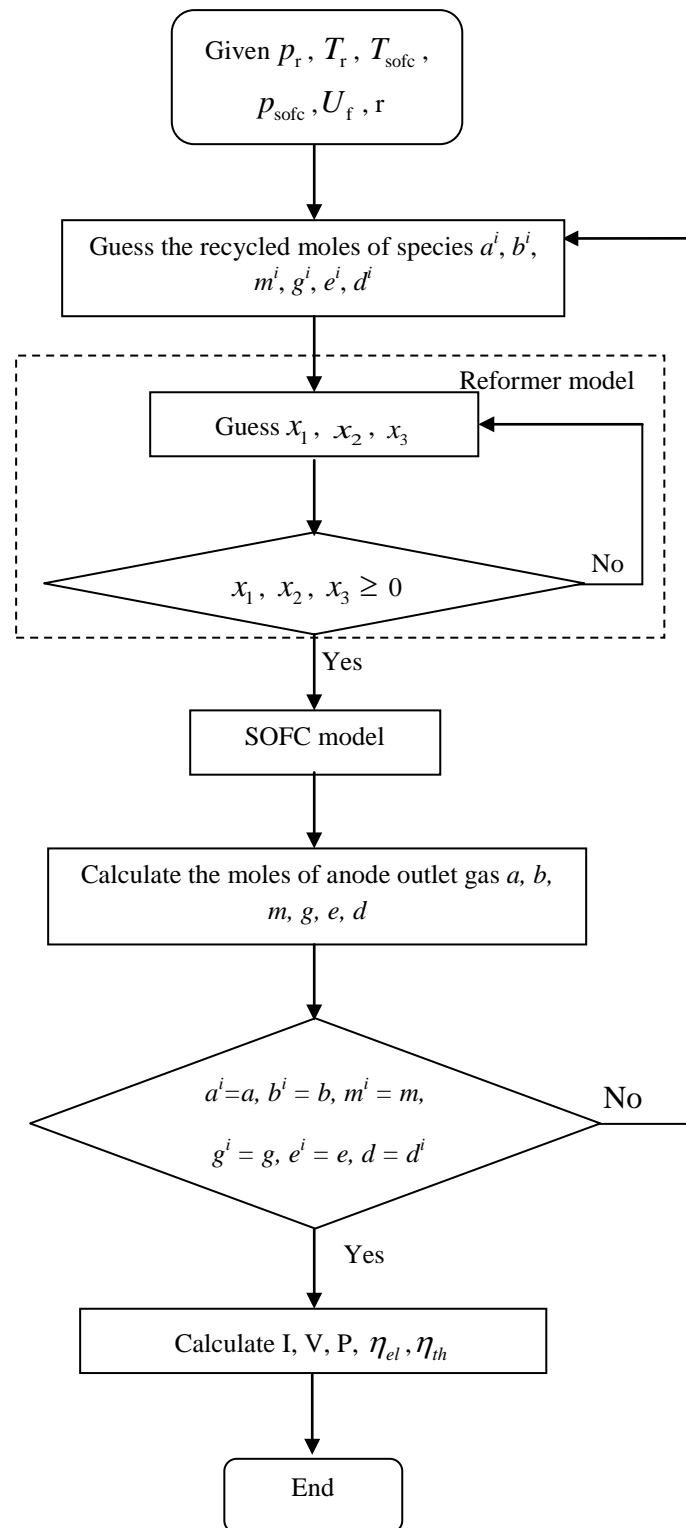 Given p_r , T_r , T_sofc ,
p_sofc , U_f , r
Guess the recycled moles of species a^i, b^i,
m^i, g^i, e^i, d^i
Reformer model
Guess x_1 , x_2 , x_3
x_1 , x_2 , x_3 ≥ 0
No
Yes
SOFC model
Calculate the moles of anode outlet gas a, b,
m, g, e, d
a^i=a, b^i = b, m^i = m,
g^i = g, e^i = e, d = d^i
No
Yes
Calculate I, V, P, η_el , η_th
End